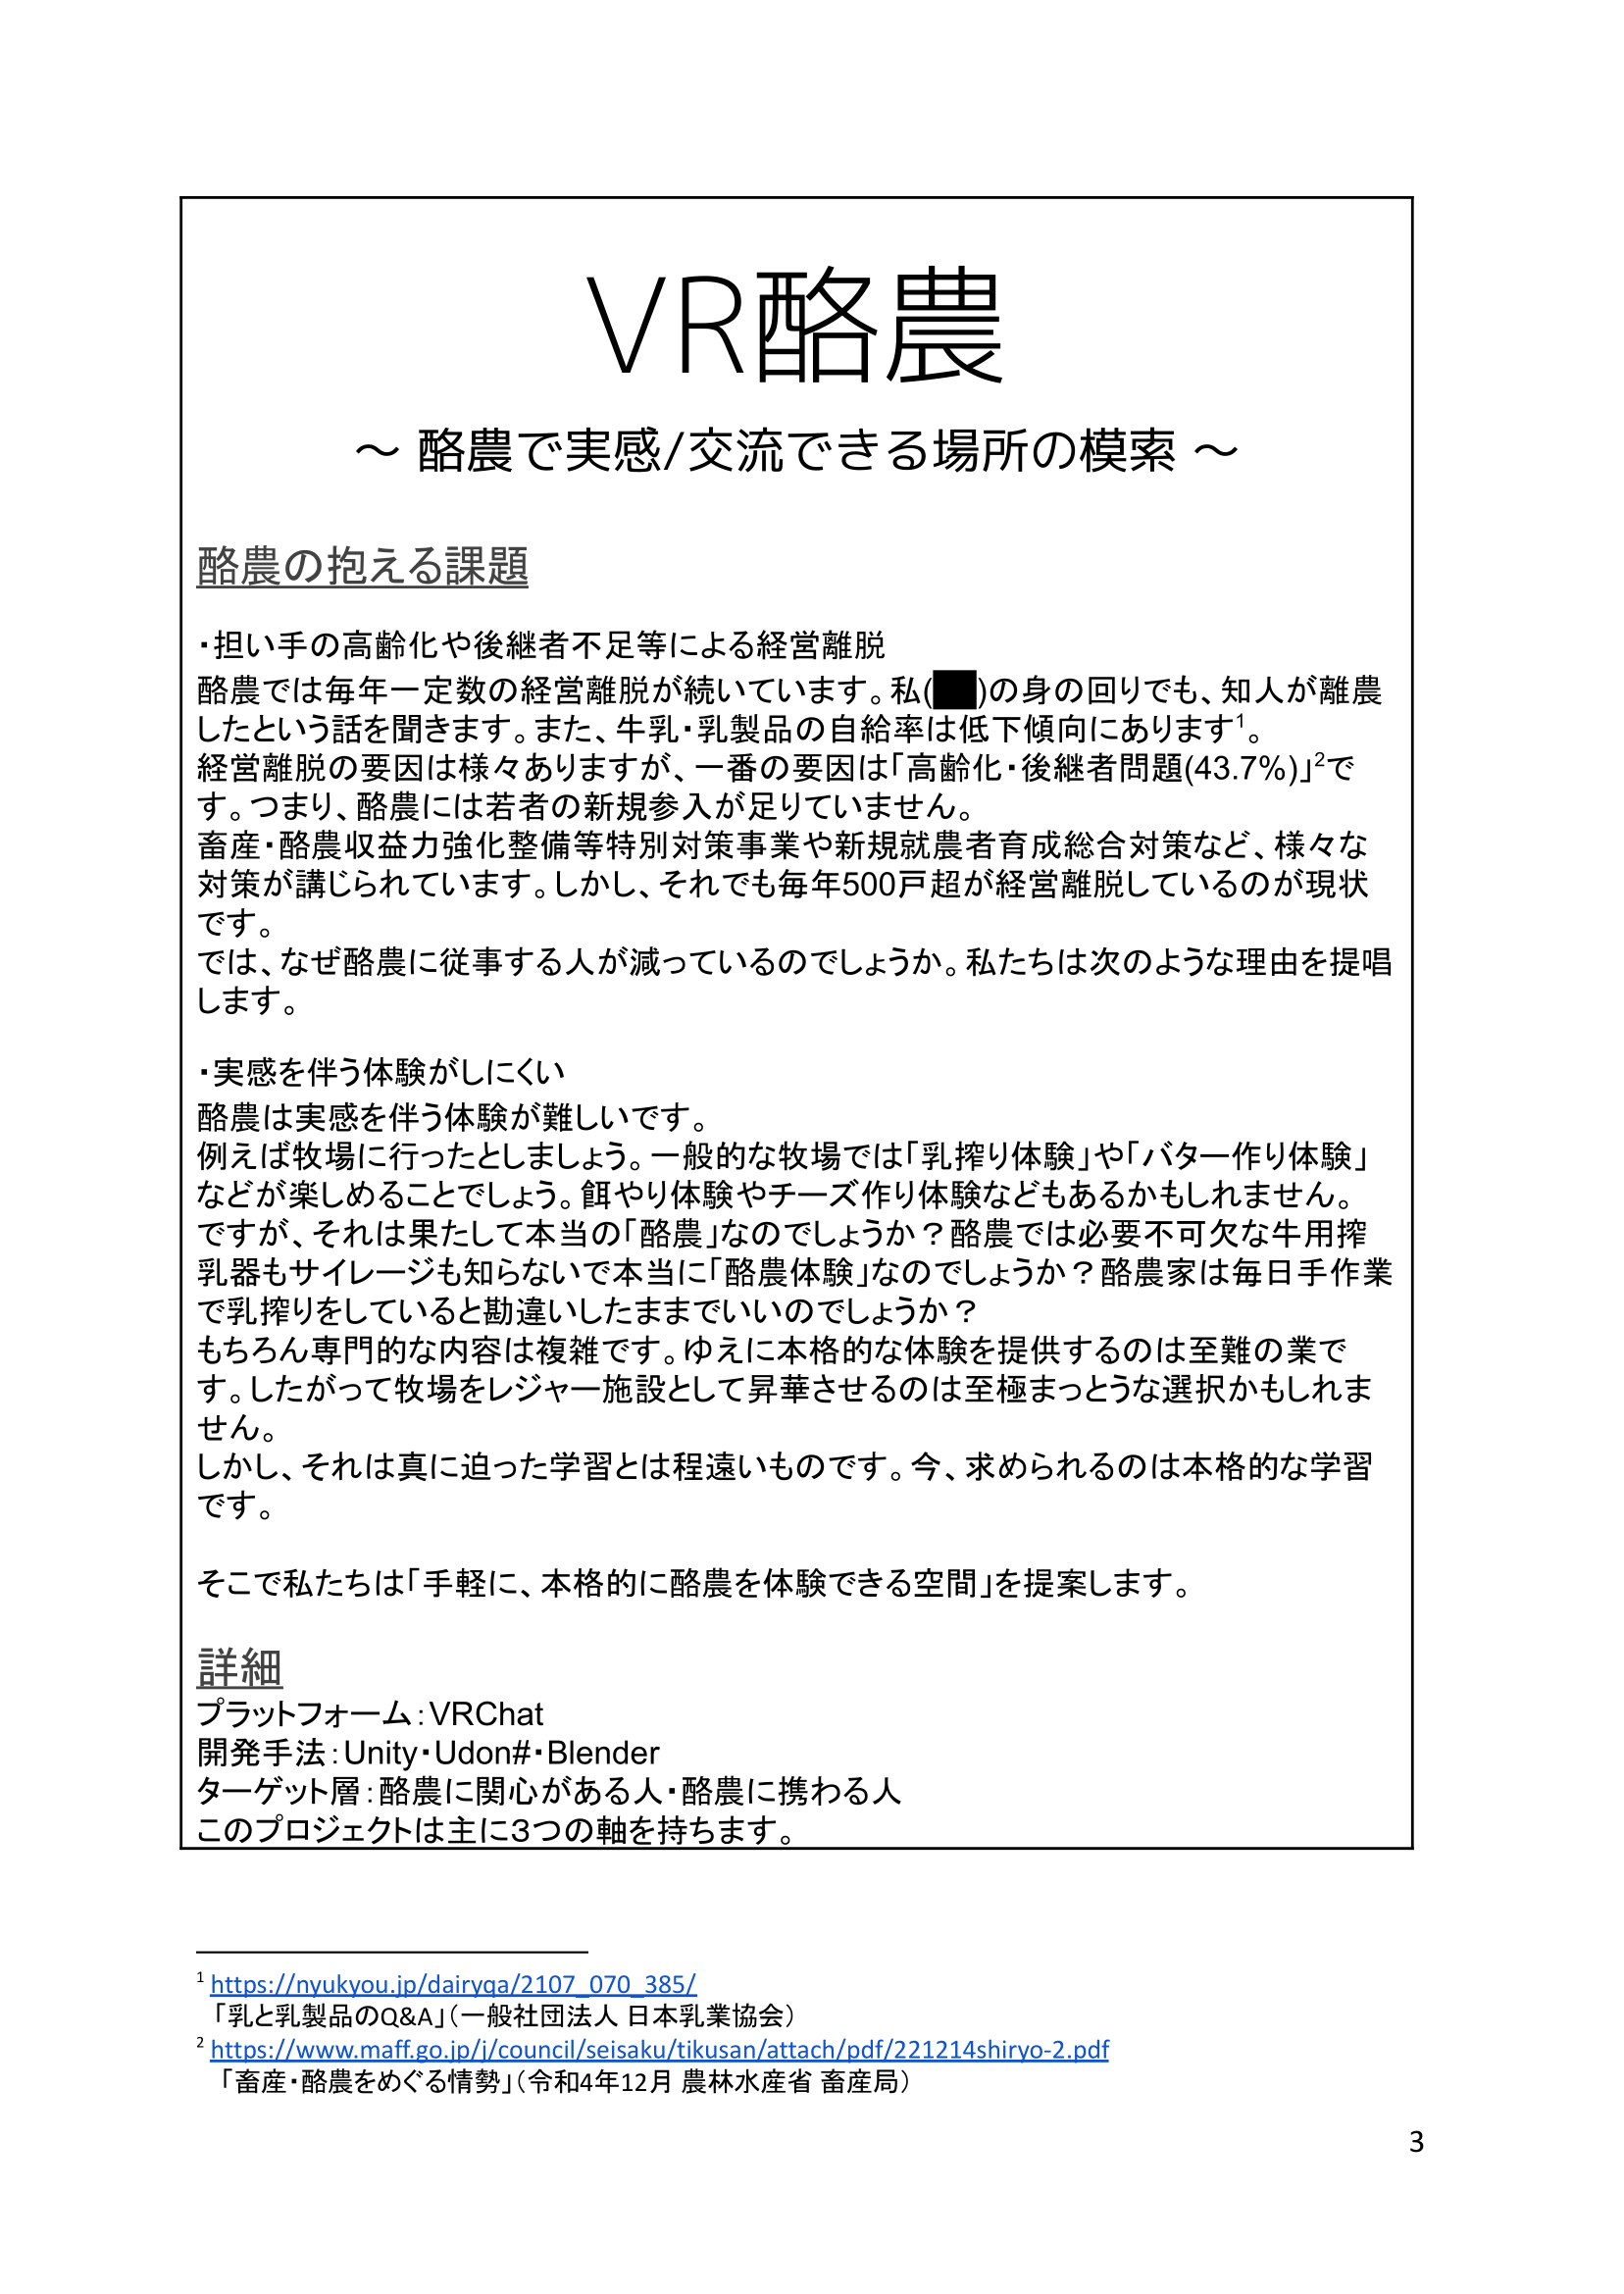 VR酪農
～ 酪農で実感/交流できる場所の模索 ～
酪農の抱える課題
・担い手の高齢化や後継者不足等による経営離脱
酪農では毎年一定数の経営離脱が続いています。私( )の身の回りでも、知人が離農
したという話を聞きます。また、牛乳・乳製品の自給率は低下傾向にあります1。
経営離脱の要因は様々ありますが、一番の要因は「高齢化・後継者問題(43.7%)」2で
す。つまり、酪農には若者の新規参入が足りていません。
畜産・酪農収益力強化整備等特別対策事業や新規就農者育成総合対策など、様々な
対策が講じられています。しかし、それでも毎年500戸超が経営離脱しているのが現状
です。
では、なぜ酪農に従事する人が減っているのでしょうか。私たちは次のような理由を提唱
します。
・実感を伴う体験がしにくい
酪農は実感を伴う体験が難しいです。
例えば牧場に行ったとしましょう。一般的な牧場では「乳搾り体験」や「バター作り体験」
などが楽しめることでしょう。餌やり体験やチーズ作り体験などもあるかもしれません。
ですが、それは果たして本当の「酪農」なのでしょうか？酪農では必要不可欠な牛用搾
乳器もサイレージも知らないで本当に「酪農体験」なのでしょうか？酪農家は毎日手作業
で乳搾りをしていると勘違いしたままでいいのでしょうか？
もちろん専門的な内容は複雑です。ゆえに本格的な体験を提供するのは至難の業で
す。したがって牧場をレジャー施設として昇華させるのは至極まっとうな選択かもしれま
せん。
しかし、それは真に迫った学習とは程遠いものです。今、求められるのは本格的な学習
です。
そこで私たちは「手軽に、本格的に酪農を体験できる空間」を提案します。
詳細
プラットフォーム：VRChat
開発手法：Unity・Udon#・Blender
ターゲット層：酪農に関心がある人・酪農に携わる人
このプロジェクトは主に3つの軸を持ちます。
1 https://nyukyou.jp/dairyqa/2107_070_385/
「乳と乳製品のQ&A」（一般社団法人 日本乳業協会）
2 https://www.maff.go.jp/j/council/seisaku/tikusan/attach/pdf/221214shiryo-2.pdf
「畜産・酪農をめぐる情勢」（令和4年12月 農林水産省 畜産局）
3